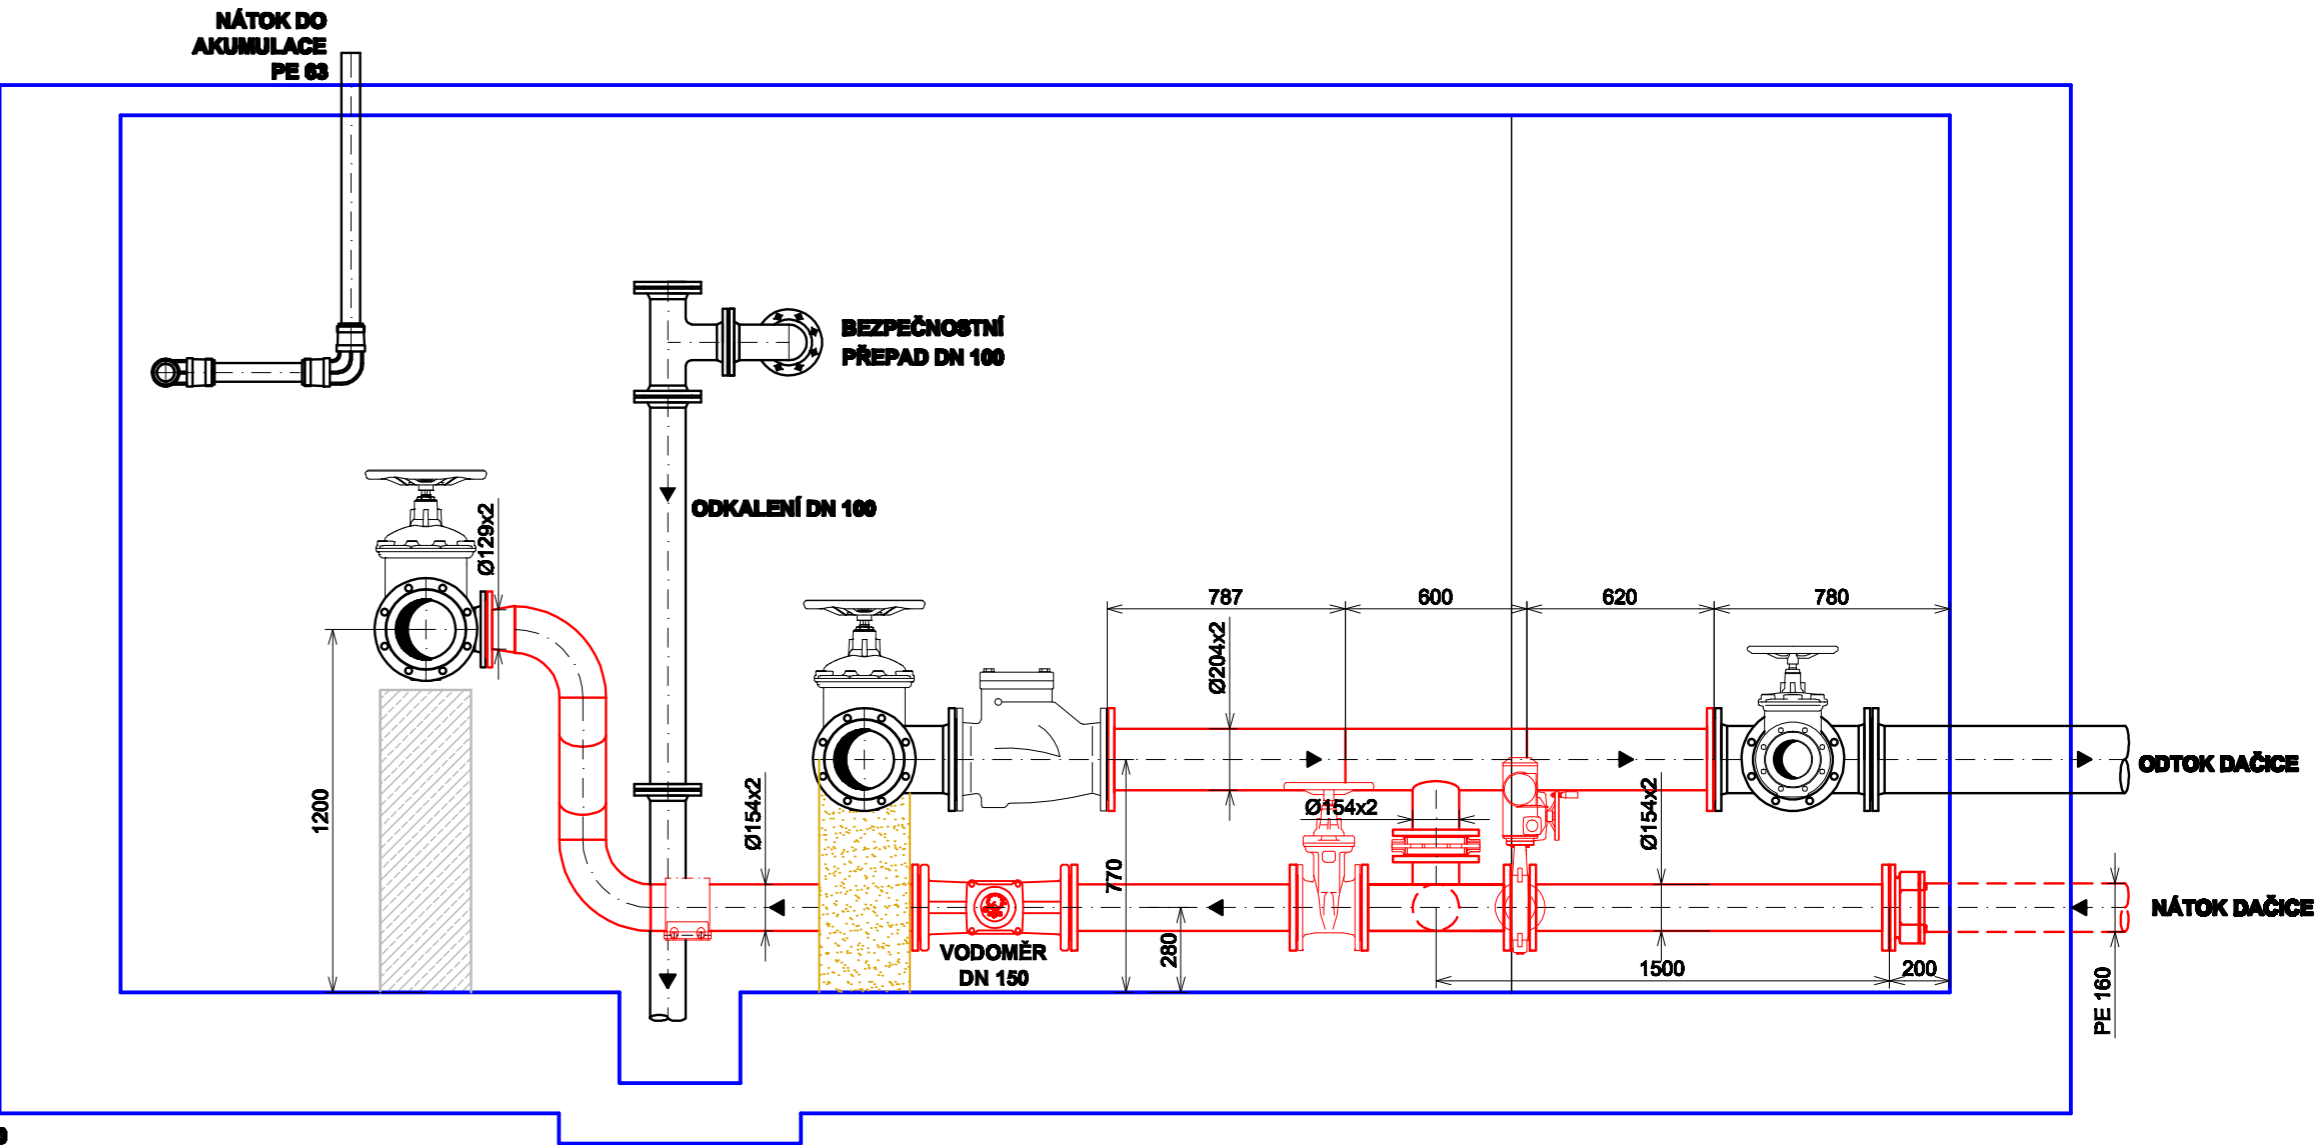 NÁTOK DO
AKUMULACE
PE 63
BEZPEČNOSTNÍ
PŘEPAD DN 100
ODKALENÍ DN 100
Ø129x2
1200
787
600
620
780
Ø204x2
Ø154x2
Ø154x2
Ø154x2
770
280
ODTOK DAČICE
NÁTOK DAČICE
VODOMĚR
DN 150
1500
200
PE 160